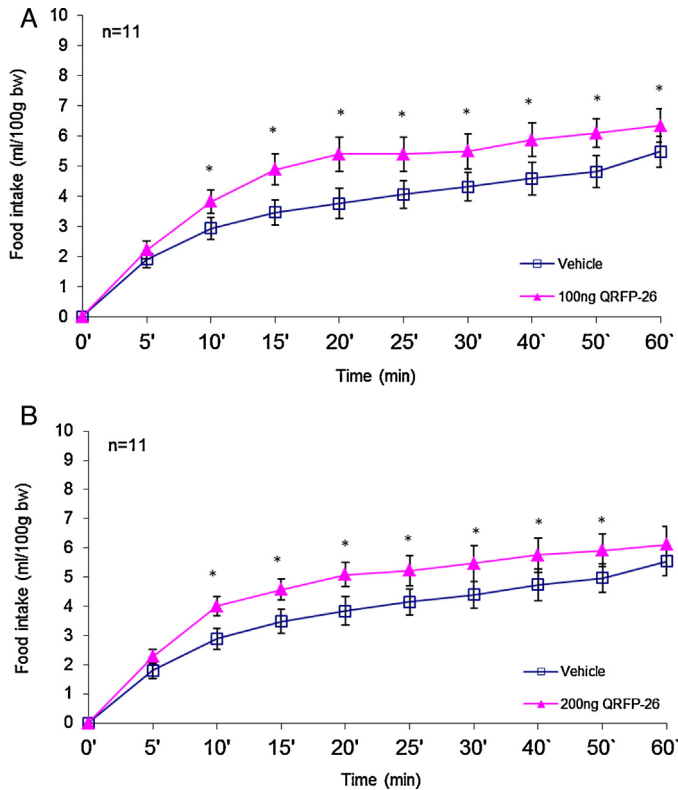 A
n=11
10
9
8
7
6
5
4
3
2
1
0
Food intake (ml/100g bw)
* * * * * * * * *
Vehicle
100ng QRFP-26
0' 5' 10' 15' 20' 25' 30' 40` 50` 60`
Time (min)
B
n=11
10
9
8
7
6
5
4
3
2
1
0
Food intake (ml/100g bw)
* * * * * * * *
Vehicle
200ng QRFP-26
0' 5' 10' 15' 20' 25' 30' 40` 50` 60`
Time (min)